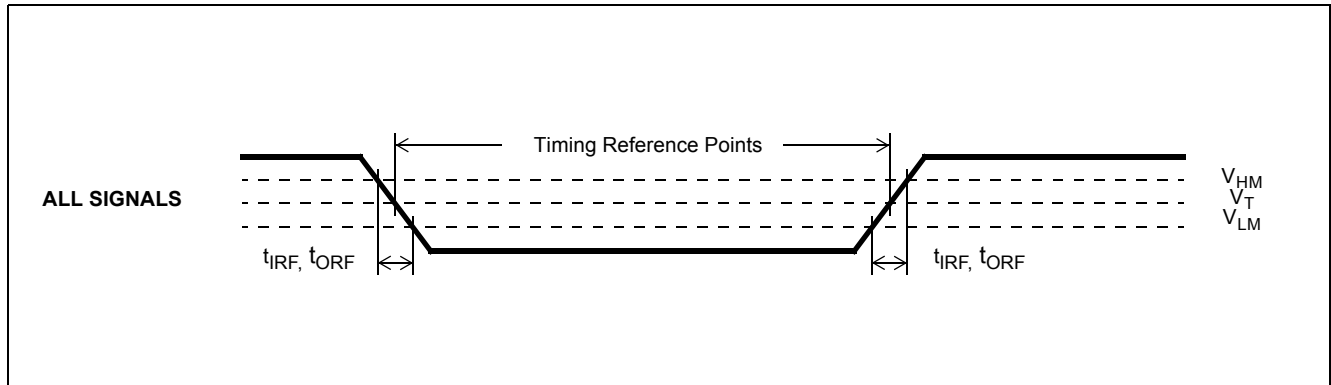 Timing Reference Points
ALL SIGNALS
VHM
VT
VLM
tIRF, tORF
tIRF, tORF